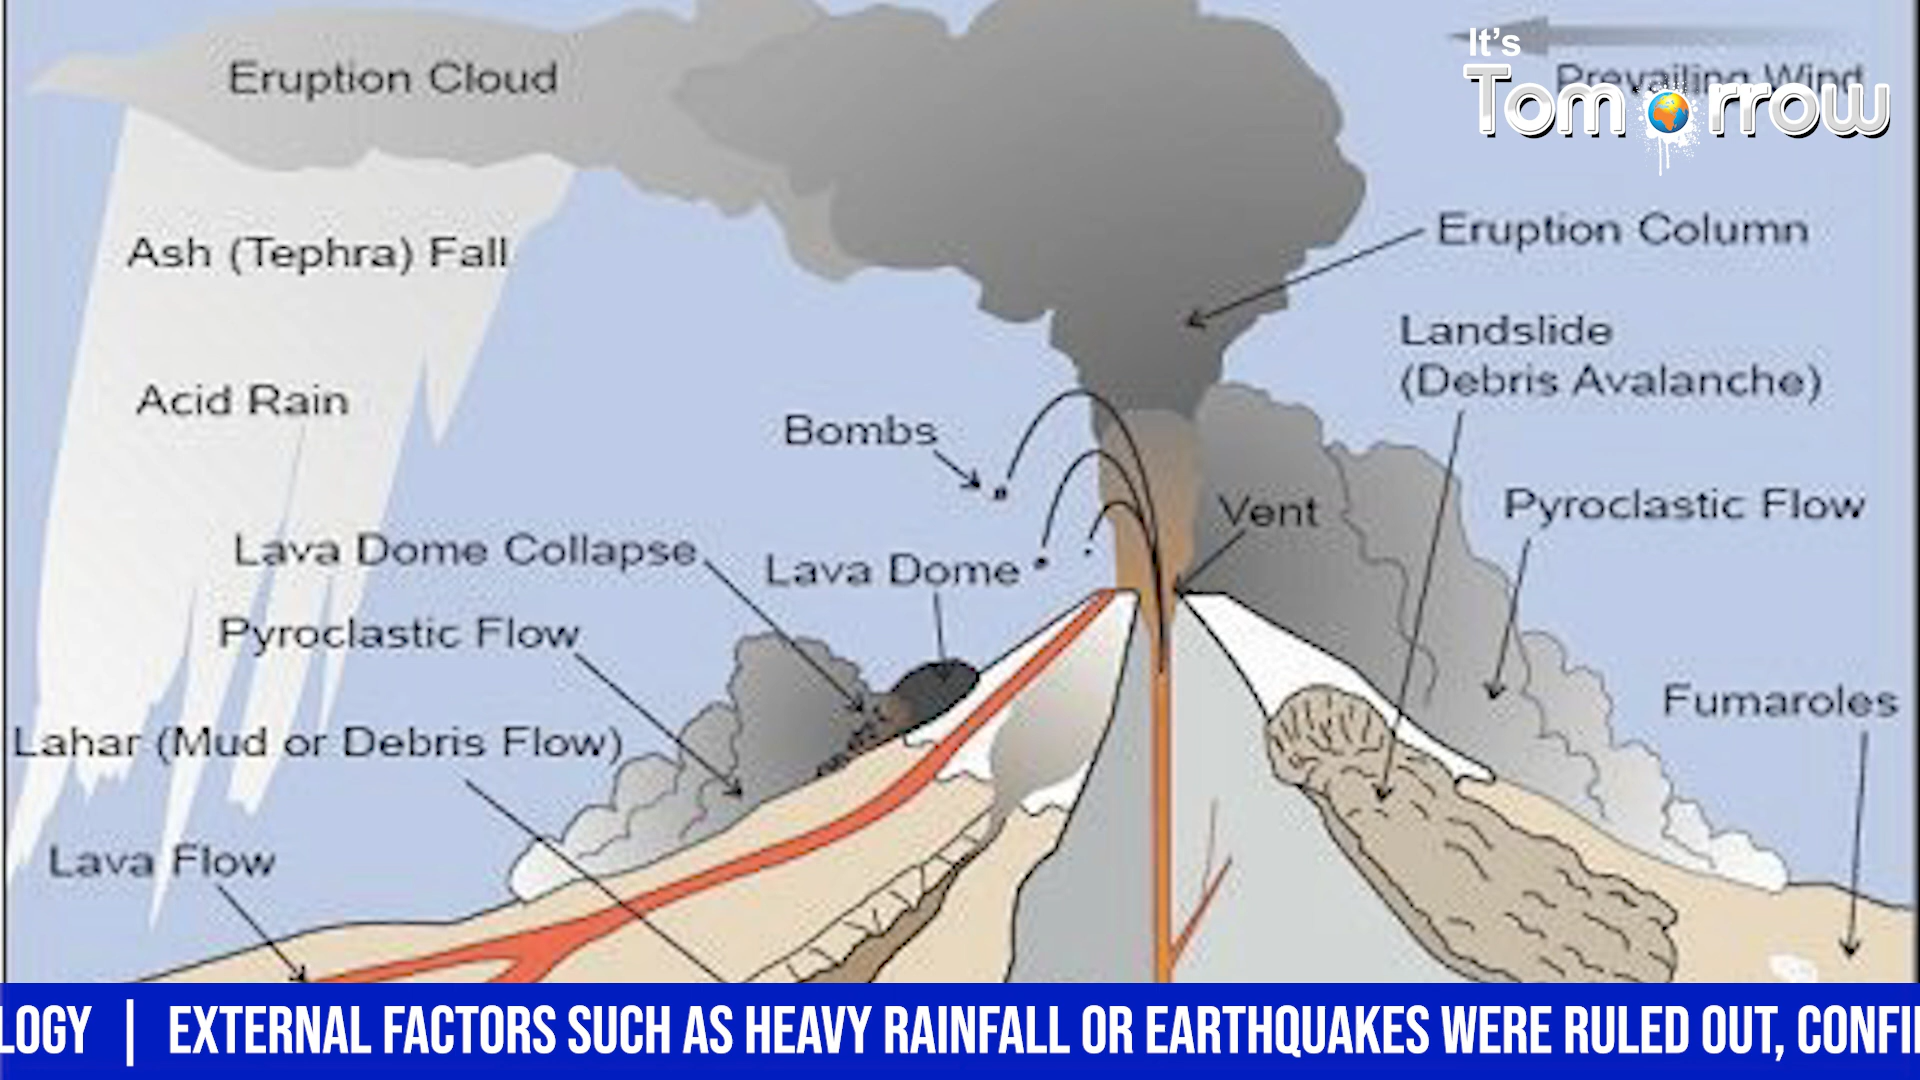 Eruption Cloud
It's
Tomorrow
Prevailing Wind
Ash (Tephra) Fall
Eruption Column
Landslide
(Debris Avalanche)
Acid Rain
Bombs
Vent
Pyroclastic Flow
Lava Dome Collapse
Lava Dome
Pyroclastic Flow
Fumaroles
Lahar (Mud or Debris Flow)
Lava Flow
LOGY | EXTERNAL FACTORS SUCH AS HEAVY RAINFALL OR EARTHQUAKES WERE RULED OUT, CONFI